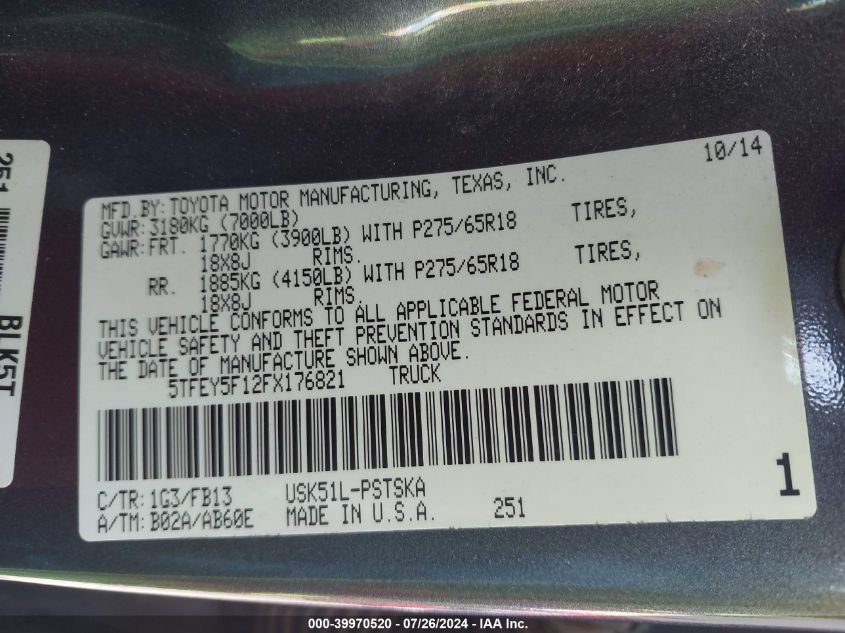 251
BLK5T
10/14
MFD.BY: TOYOTA MOTOR MANUFACTURING, TEXAS, INC.
GVWR: 3180KG (7000LB)
GAWR: FRT. 1770KG (3900LB) WITH P275/65R18 TIRES,
18X8J RIMS.
RR. 1885KG (4150LB) WITH P275/65R18 TIRES,
18X8J RIMS.
THIS VEHICLE CONFORMS TO ALL APPLICABLE FEDERAL MOTOR
VEHICLE SAFETY AND THEFT PREVENTION STANDARDS IN EFFECT ON
THE DATE OF MANUFACTURE SHOWN ABOVE.
5TFEY5F12FX176821 TRUCK
C/TR: 1G3/FB13 USK51L-PSTSKA
A/TM: B02A/AB60E MADE IN U.S.A. 251
1
000-39970520 - 07/26/2024 - IAA Inc.